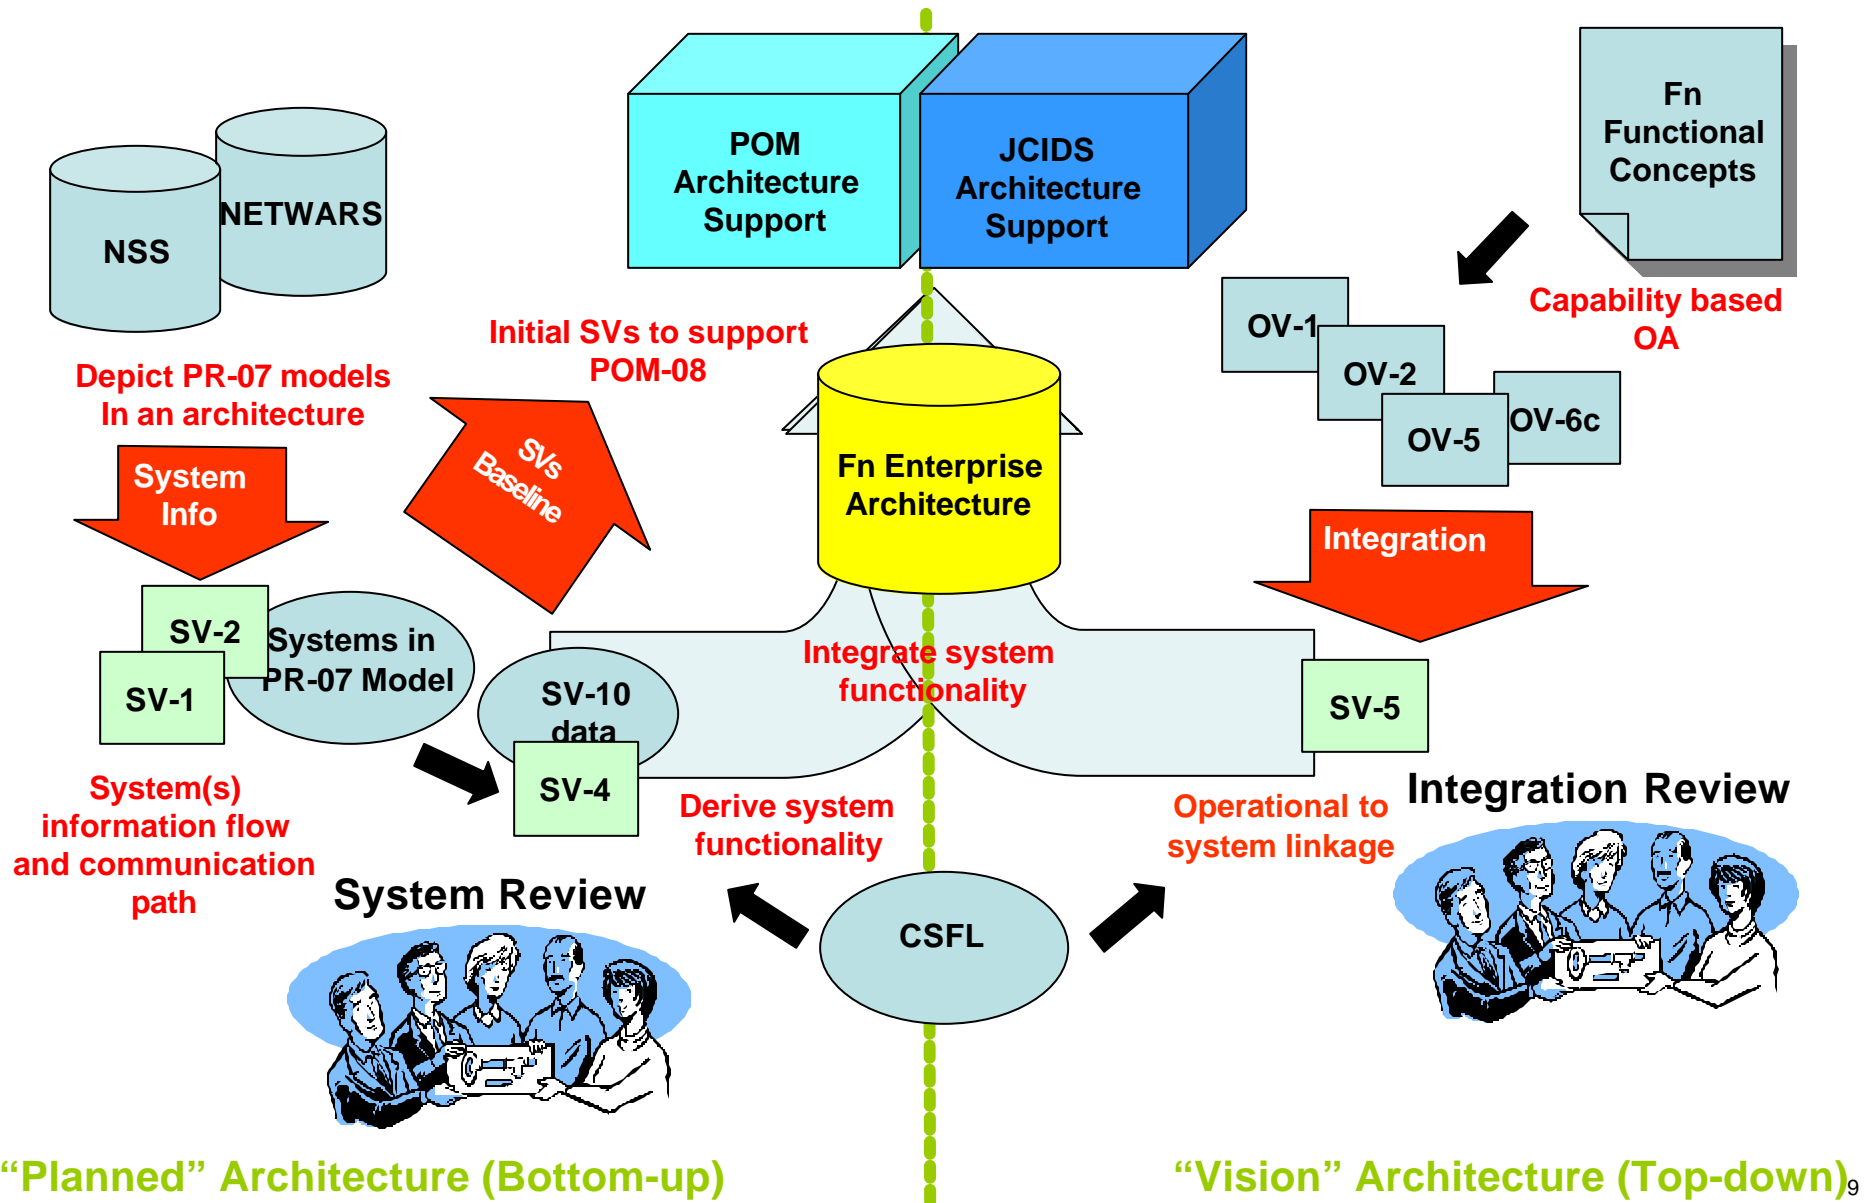 POM
Architecture
Support
JCIDS
Architecture
Support
Fn
Functional
Concepts
NETWARS
NSS
Initial SVs to support
POM-08
Capability based
OA
OV-1
OV-2
OV-5
OV-6c
Depict PR-07 models
In an architecture
System
Info
SVs
Baseline
Fn Enterprise
Architecture
Integration
SV-2
SV-1
Systems in
PR-07 Model
SV-10
data
SV-4
Integrate system
functionality
SV-5
System(s)
information flow
and communication
path
Derive system
functionality
Operational to
system linkage
Integration Review
System Review
CSFL
“Planned” Architecture (Bottom-up)
“Vision” Architecture (Top-down)
9